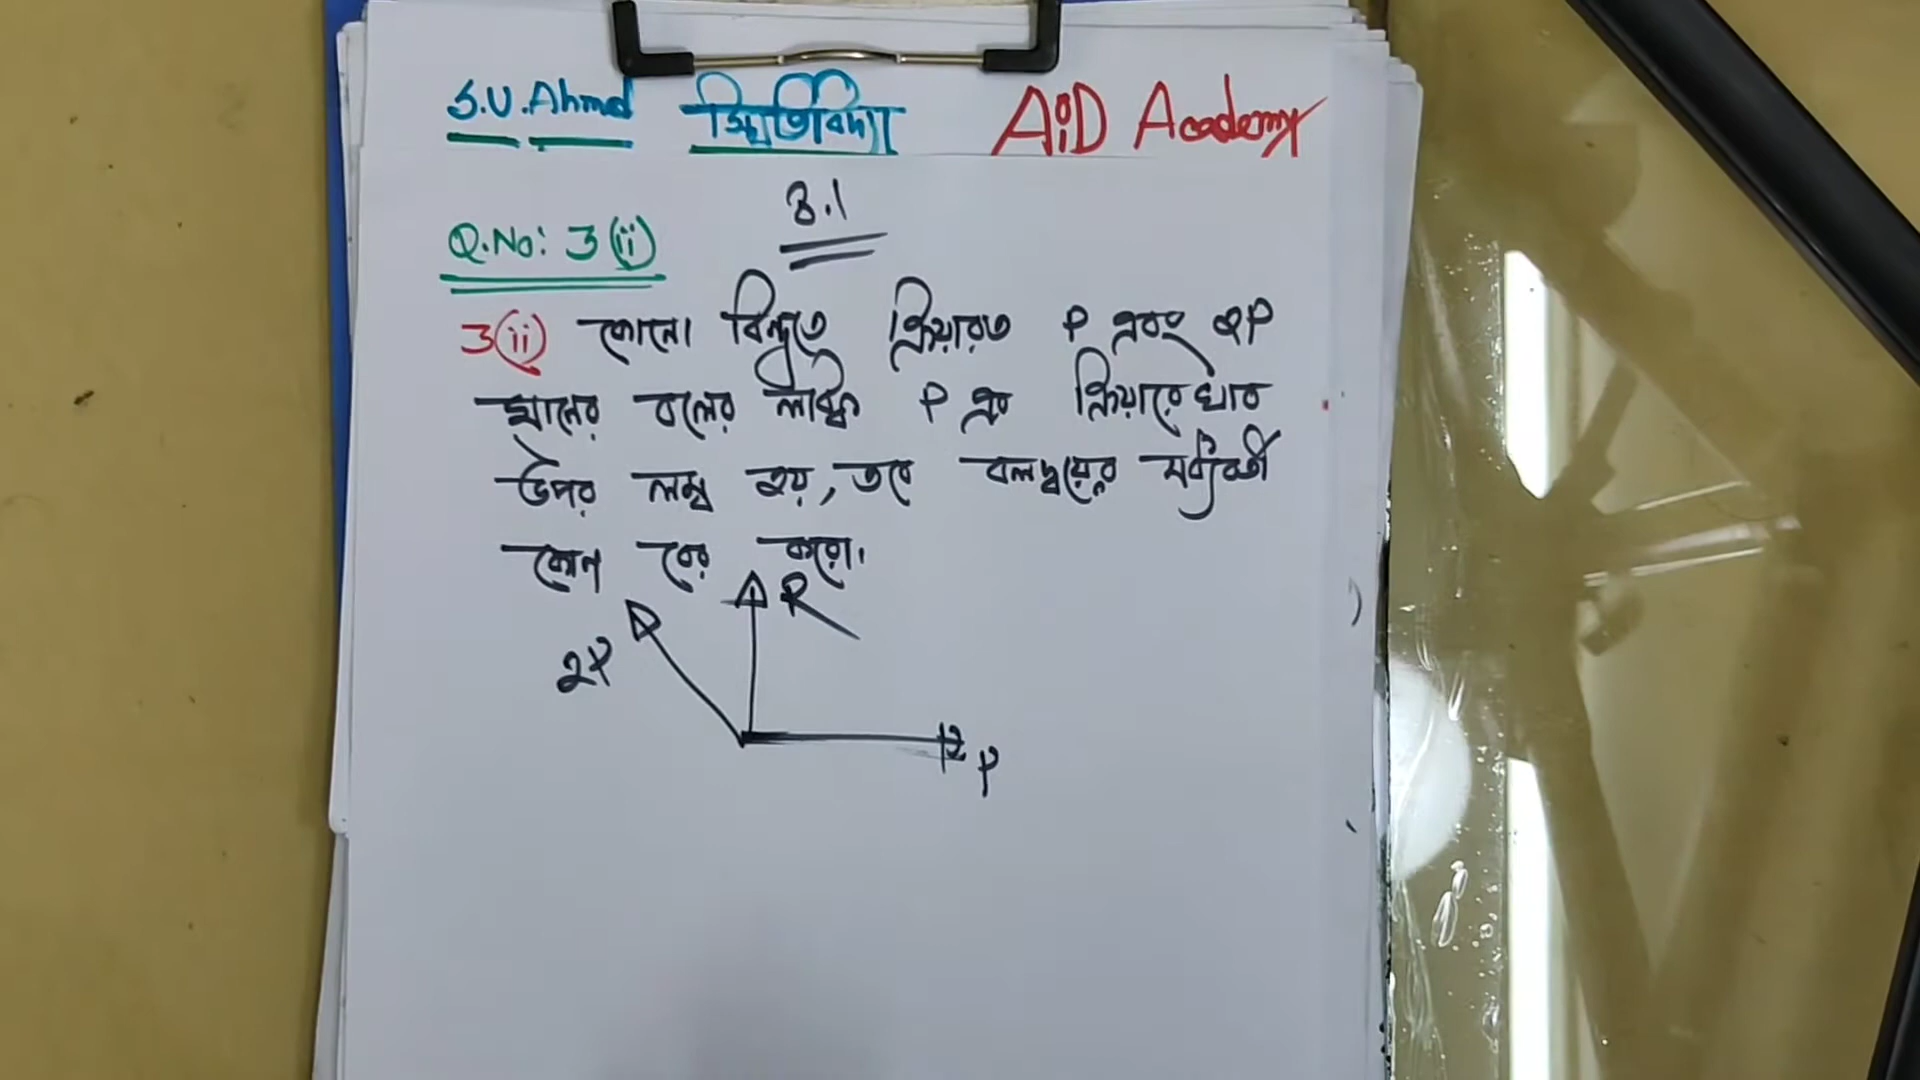 S.U.Ahmed স্থিতিবিদ্যা AiD Academy
৪.1
Q.No: 3(ii)
3(ii) কোনো বিন্দুতে ক্রিয়ারত P এবং 2P
মানের বলের লব্ধি P এর ক্রিয়ারেখার
উপর লম্ব হয়, তবে বলদ্বয়ের মধ্যবর্তী
কোণ বের করো।
R
2P
P